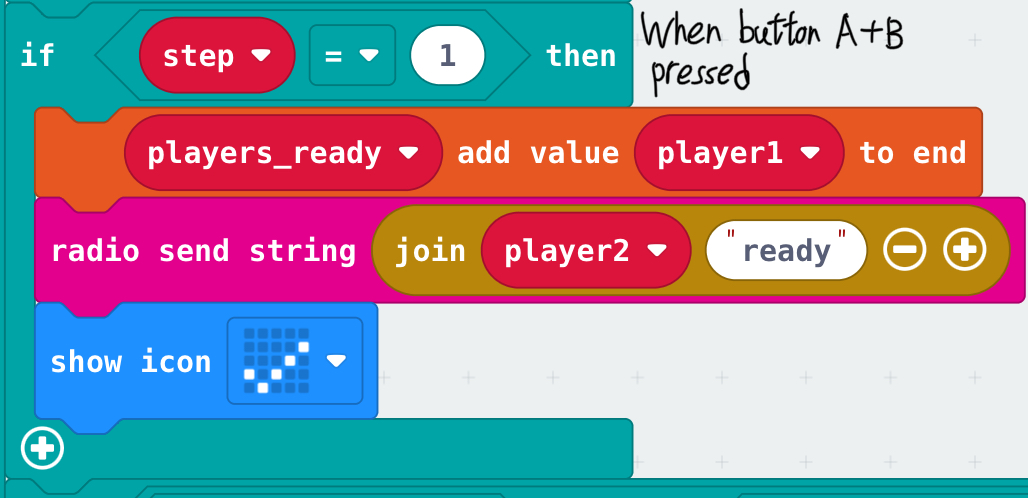 if step = 1 then
When button A+B
pressed
players_ready add value player1 to end
radio send string join player2 "ready"
show icon